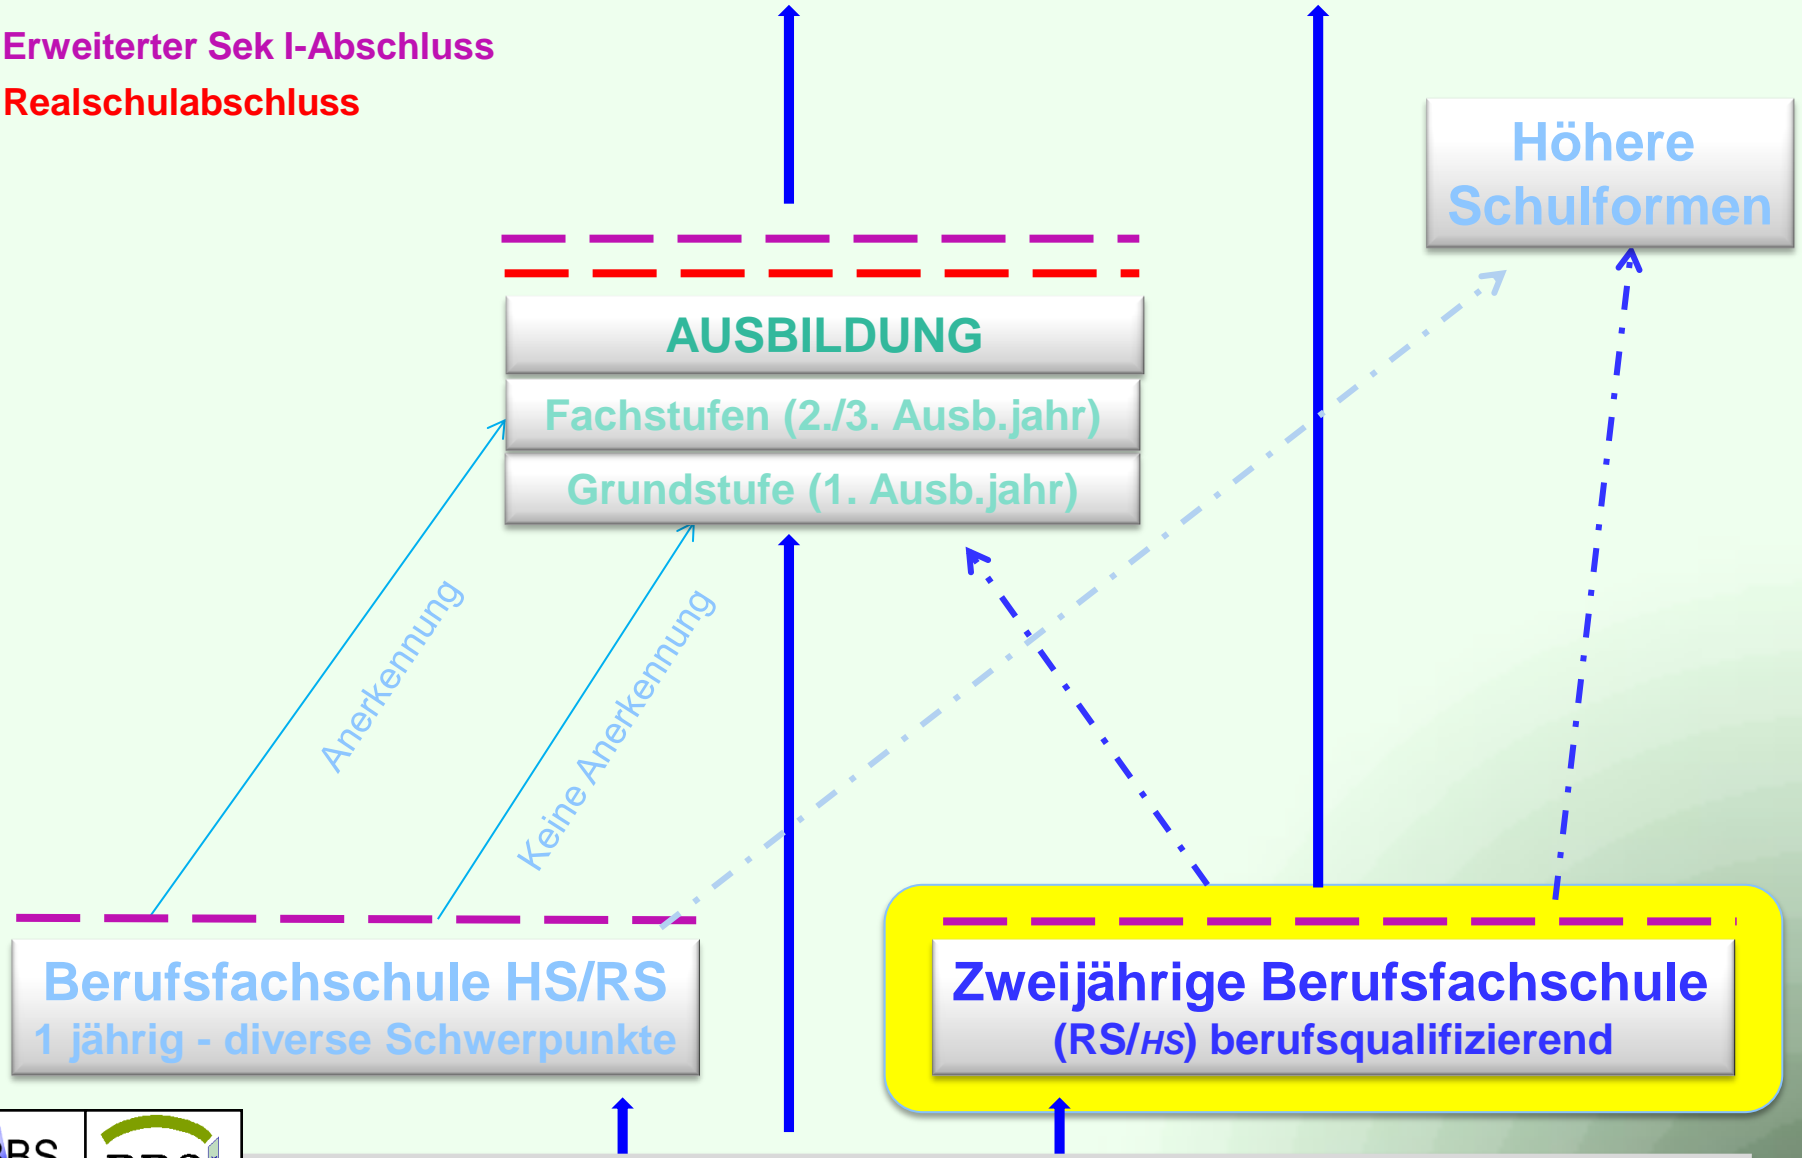 Erweiterter Sek I-Abschluss
Realschulabschluss
Höhere
Schulformen
AUSBILDUNG
Fachstufen (2./3. Ausb.jahr)
Grundstufe (1. Ausb.jahr)
Anerkennung
Keine Anerkennung
Berufsfachschule HS/RS
1 jährig - diverse Schwerpunkte
Zweijährige Berufsfachschule
(RS/HS) berufsqualifizierend